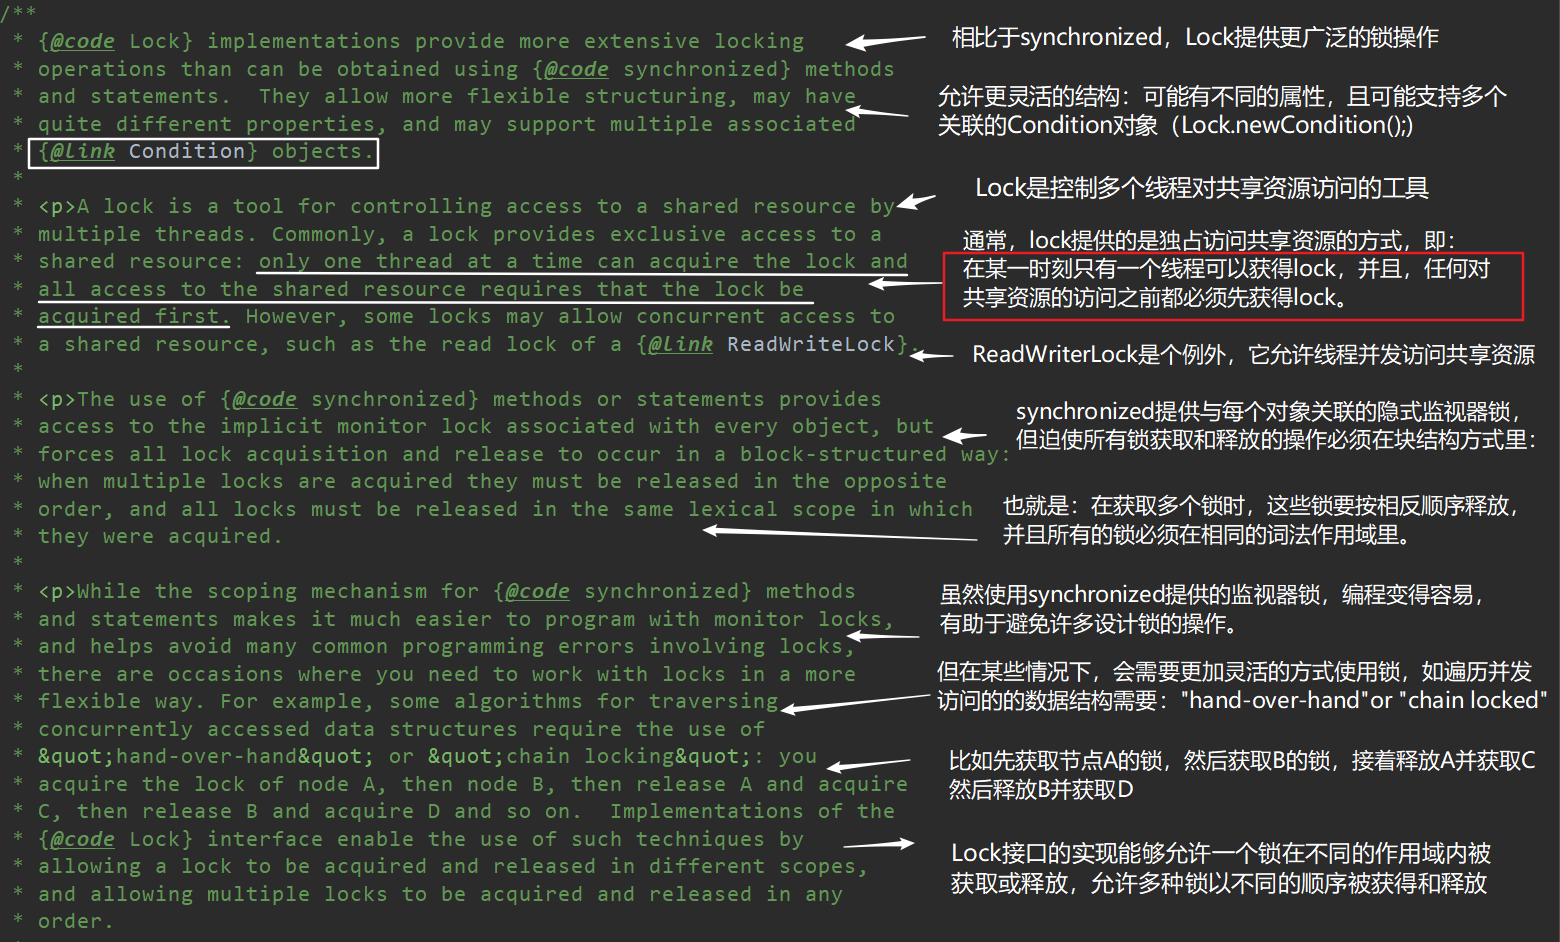 /**
* {@code Lock} implementations provide more extensive locking
* operations than can be obtained using {@code synchronized} methods
* and statements.  They allow more flexible structuring, may have
* quite different properties, and may support multiple associated
* {@link Condition} objects.
*
* <p>A lock is a tool for controlling access to a shared resource by
* multiple threads. Commonly, a lock provides exclusive access to a
* shared resource: only one thread at a time can acquire the lock and
* all access to the shared resource requires that the lock be
* acquired first. However, some locks may allow concurrent access to
* a shared resource, such as the read lock of a {@link ReadWriteLock}.
*
* <p>The use of {@code synchronized} methods or statements provides
* access to the implicit monitor lock associated with every object, but
* forces all lock acquisition and release to occur in a block-structured way:
* when multiple locks are acquired they must be released in the opposite
* order, and all locks must be released in the same lexical scope in which
* they were acquired.
*
* <p>While the scoping mechanism for {@code synchronized} methods
* and statements makes it much easier to program with monitor locks,
* and helps avoid many common programming errors involving locks,
* there are occasions where you need to work with locks in a more
* flexible way. For example, some algorithms for traversing
* concurrently accessed data structures require the use of
* &quot;hand-over-hand&quot; or &quot;chain locking&quot;: you
* acquire the lock of node A, then node B, then release A and acquire
* C, then release B and acquire D and so on.  Implementations of the
* {@code Lock} interface enable the use of such techniques by
* allowing a lock to be acquired and released in different scopes,
* and allowing multiple locks to be acquired and released in any
* order.
相比于synchronized，Lock提供更广泛的锁操作
允许更灵活的结构：可能有不同的属性，且可能支持多个
关联的Condition对象（Lock.newCondition();)
Lock是控制多个线程对共享资源访问的工具
通常，lock提供的是独占访问共享资源的方式，即：
在某一时刻只有一个线程可以获得lock，并且，任何对
共享资源的访问之前都必须先获得lock。
ReadWriterLock是个例外，它允许线程并发访问共享资源
synchronized提供与每个对象关联的隐式监视器锁，
但迫使所有锁获取和释放的操作必须在块结构方式里：
也就是：在获取多个锁时，这些锁要按相反顺序释放，
并且所有的锁必须在相同的词法作用域里。
虽然使用synchronized提供的监视器锁，编程变得容易，
有助于避免许多设计锁的操作。
但在某些情况下，会需要更加灵活的方式使用锁，如遍历并发
访问的的数据结构需要："hand-over-hand"or "chain locked"
比如先获取节点A的锁，然后获取B的锁，接着释放A并获取C
然后释放B并获取D
Lock接口的实现能够允许一个锁在不同的作用域内被
获取或释放，允许多种锁以不同的顺序被获得和释放